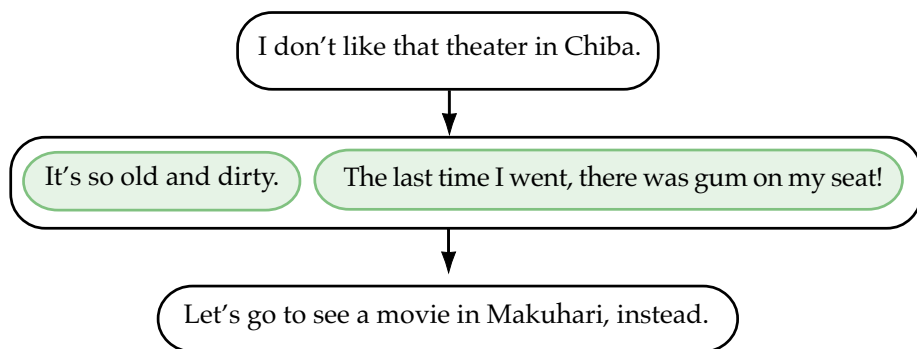 I don’t like that theater in Chiba.
It's so old and dirty.
The last time I went, there was gum on my seat!
Let's go to see a movie in Makuhari, instead.